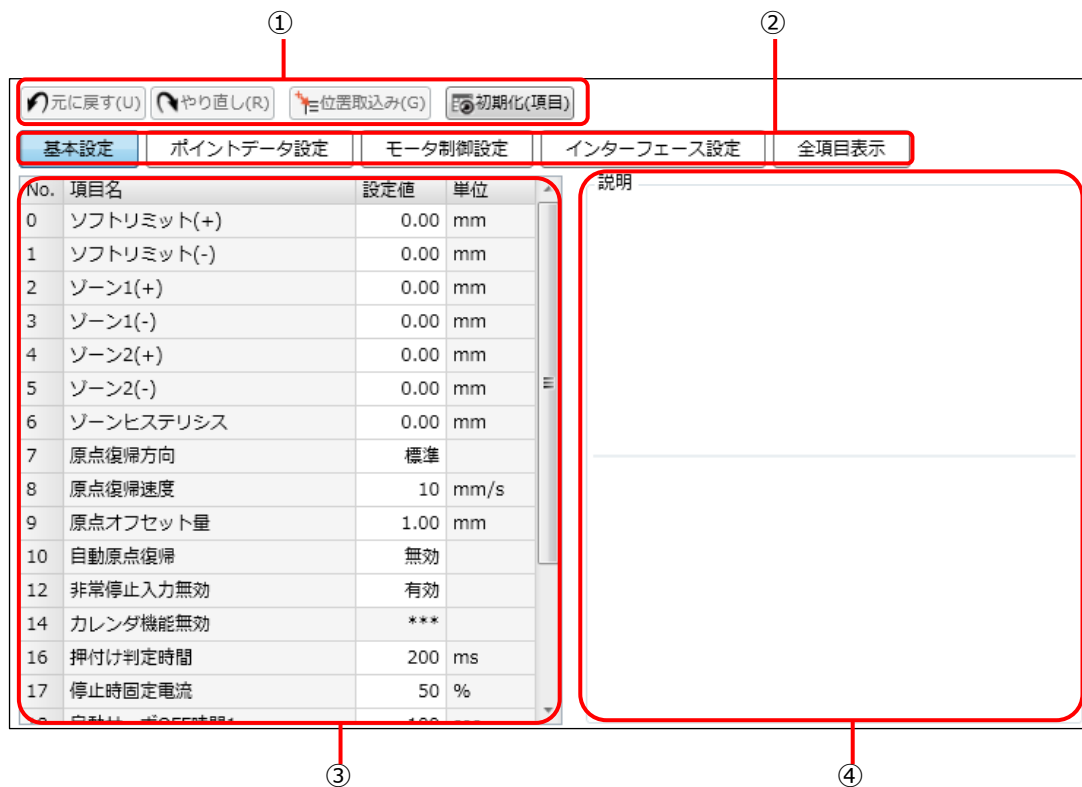 ① ②
元に戻す(U) やり直し(R) 位置取込み(G) 初期化(項目)
基本設定 ポイントデータ設定 モータ制御設定 インターフェース設定 全項目表示
No. 項目名 設定値 単位
0 ソフトリミット(+) 0.00 mm
1 ソフトリミット(-) 0.00 mm
2 ゾーン1(+) 0.00 mm
3 ゾーン1(-) 0.00 mm
4 ゾーン2(+) 0.00 mm
5 ゾーン2(-) 0.00 mm
6 ゾーンヒステリシス 0.00 mm
7 原点復帰方向 標準
8 原点復帰速度 10 mm/s
9 原点オフセット量 1.00 mm
10 自動原点復帰 無効
12 非常停止入力無効 有効
14 カレンダ機能無効 ***
16 押付け判定時間 200 ms
17 停止時固定電流 50 %
説明
③ ④